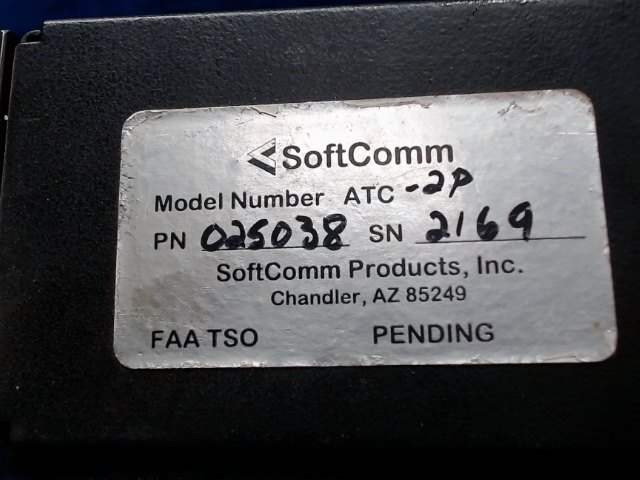 SoftComm
Model Number ATC -2P
PN 025038 SN 2169
SoftComm Products, Inc.
Chandler, AZ 85249
FAA TSO PENDING